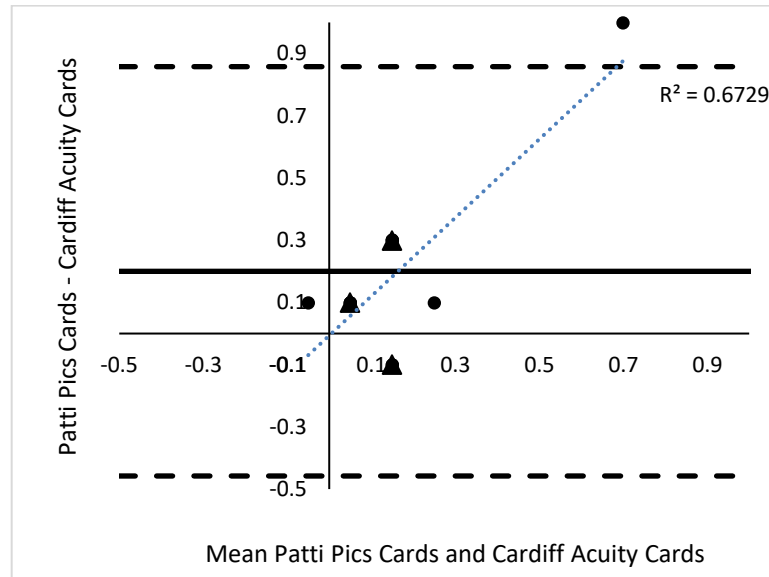 Patti Pics Cards - Cardiff Acuity Cards
0.9
R² = 0.6729
0.7
0.5
0.3
0.1
-0.5 -0.3 -0.1 0.1 0.3 0.5 0.7 0.9
-0.1
-0.3
-0.5
Mean Patti Pics Cards and Cardiff Acuity Cards